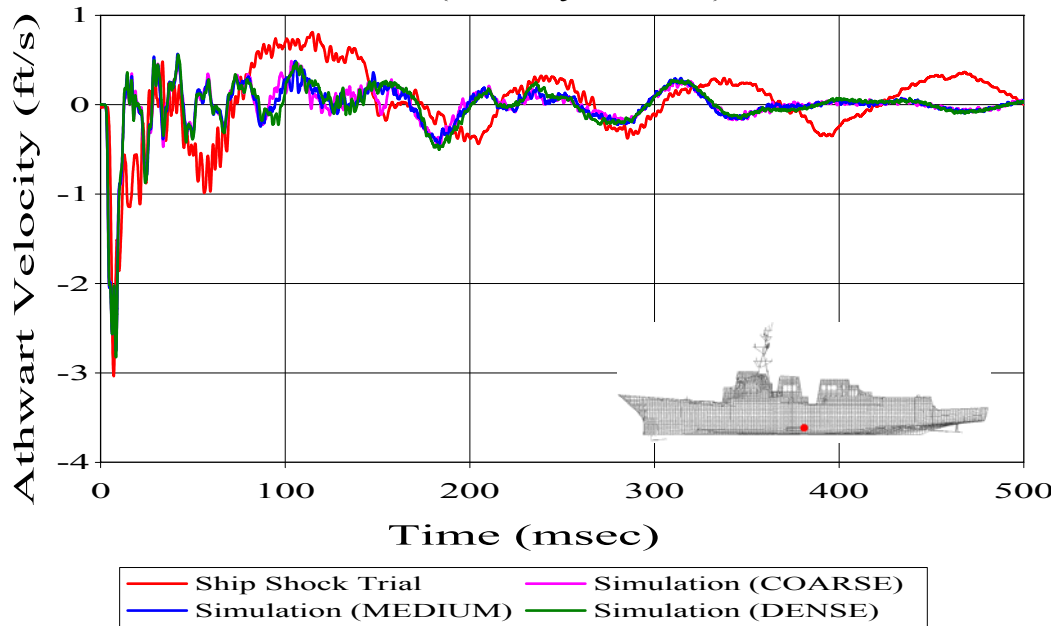 1
0
-1
-2
-3
-4
Athwart Velocity (ft/s)
0 100 200 300 400 500
Time (msec)
Ship Shock Trial Simulation (COARSE)
Simulation (MEDIUM) Simulation (DENSE)